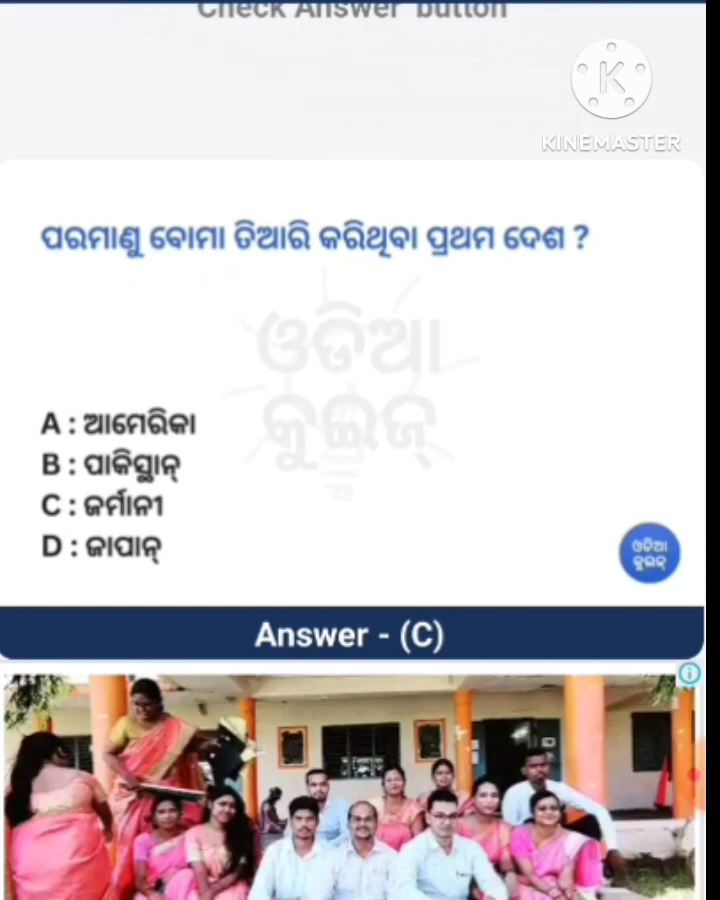 Check Answer button
KINEMASTER
ପରମାଣୁ ବୋମା ତିଆରି କରିଥିବା ପ୍ରଥମ ଦେଶ ?
ଓଡିଆ
କୁଇଜ୍
A : ଆମେରିକା
B : ପାକିସ୍ଥାନ୍
C : ଜର୍ମାନୀ
D : ଜାପାନ୍
ଓଡିଆ
କୁଇଜ୍
Answer - (C)